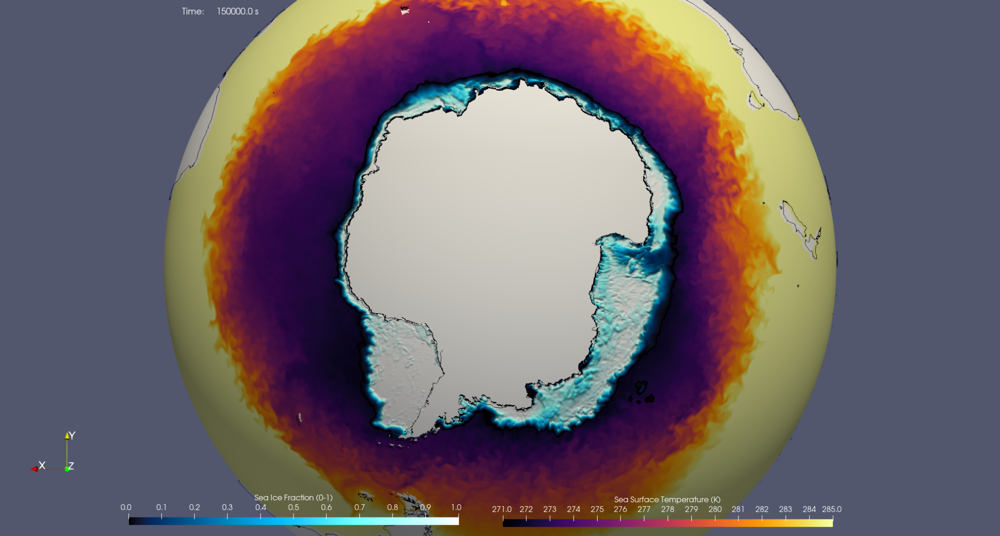 Time: 150000.0 s
Y
X
Z
Sea Ice Fraction (0-1)
0.0 0.1 0.2 0.3 0.4 0.5 0.6 0.7 0.8 0.9 1.0
Sea Surface Temperature (K)
271.0 272 273 274 275 276 277 278 279 280 281 282 283 284 285.0